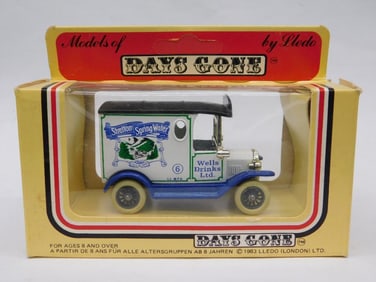 Models of
by Lledo
DAYS GONE
Stretton Spring Water
6
Wells
Drinks
Ltd.
DAYS GONE
FOR AGES 8 AND OVER
A PARTIR DE 8 ANS FÜR ALLE ALTERSGRUPPEN AB 8 JAHREN © 1983 LLEDO (LONDON) LTD.